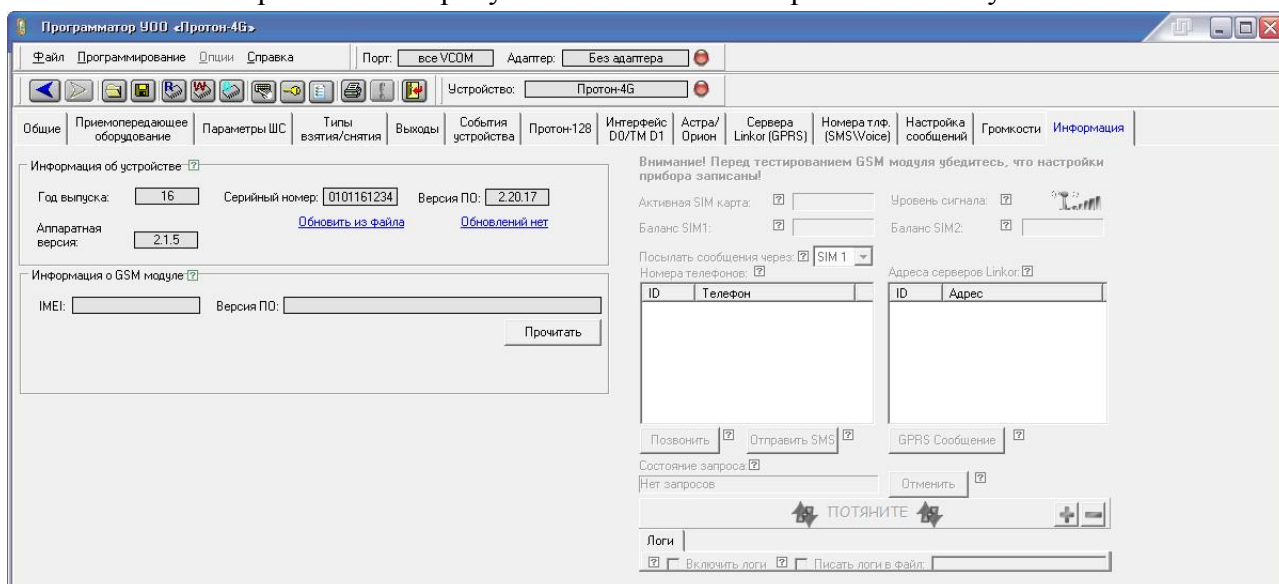 Программатор УОО «Протон-4G»
Файл Программирование Опции Справка Порт: все VCOM Адаптер: Без адаптера
Устройство: Протон-4G
Общие Приемопередающее оборудование Параметры ШС Типы взятия/снятия Выходы События устройства Протон-128 Интерфейс D0/TM D1 Астра/Орион Сервера Linkor (GPRS) Номера тлф. (SMS\Voice) Настройка сообщений Громкости Информация
Информация об устройстве ?
Год выпуска: 16 Серийный номер: 0101161234 Версия ПО: 2.20.17
Обновить из файла Обновлений нет
Аппаратная версия: 2.1.5
Информация о GSM модуле ?
IMEI: Версия ПО:
Прочитать
Внимание! Перед тестированием GSM модуля убедитесь, что настройки
прибора записаны!
Активная SIM карта: ? Уровень сигнала: ?
Баланс SIM1: ? Баланс SIM2: ?
Посылать сообщения через: ? SIM 1
Номера телефонов: ? Адреса серверов Linkor: ?
ID Телефон ID Адрес
Позвонить ? Отправить SMS ? GPRS Сообщение ?
Состояние запроса: ?
Нет запросов Отменить ?
ПОТЯНИТЕ
Логи
? Включить логи ? Писать логи в файл: